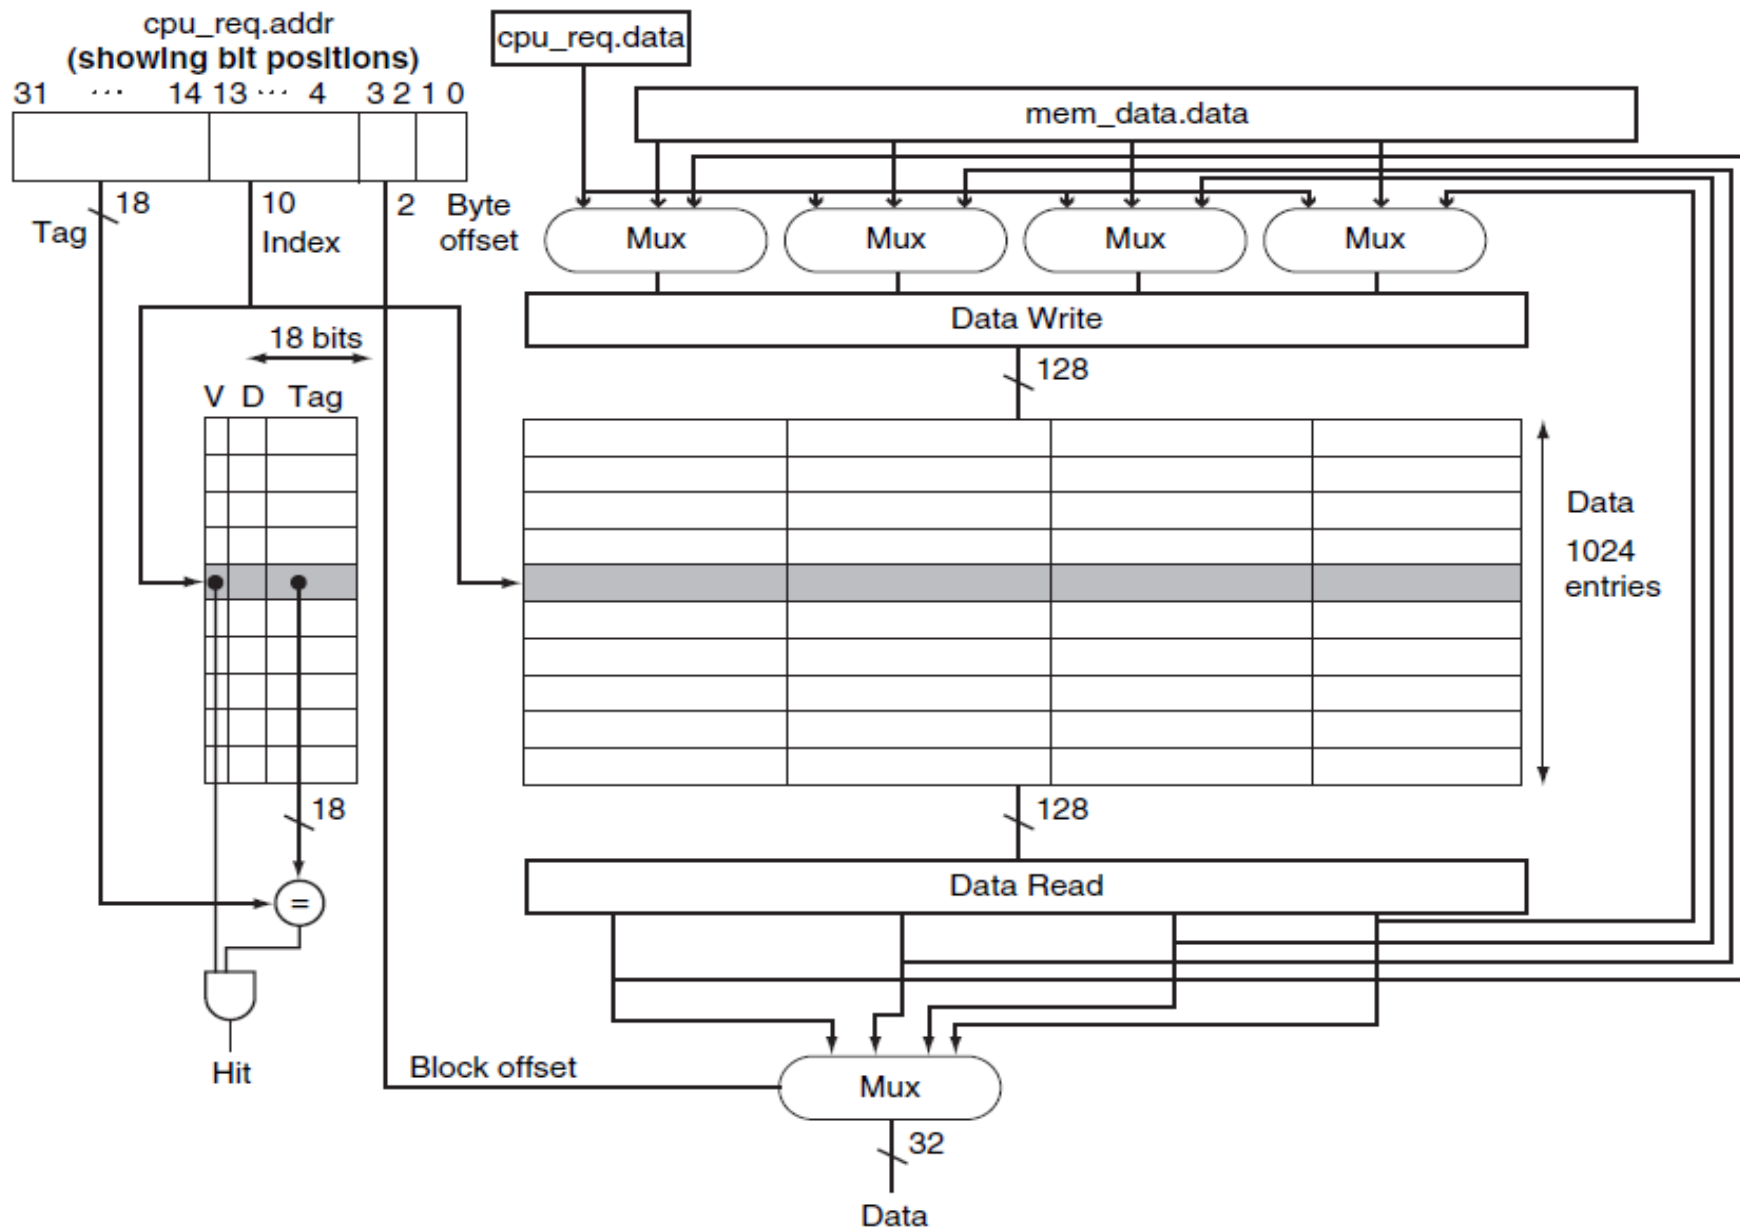 cpu_req.addr
(showing bit positions)
31 ... 14 13 ... 4 3 2 1 0
cpu_req.data
mem_data.data
18
10
2
Byte
offset
Tag
Index
Mux
Mux
Mux
Mux
Data Write
128
18 bits
V D Tag
Data
1024
entries
18
128
=
Data Read
Hit
Block offset
Mux
32
Data